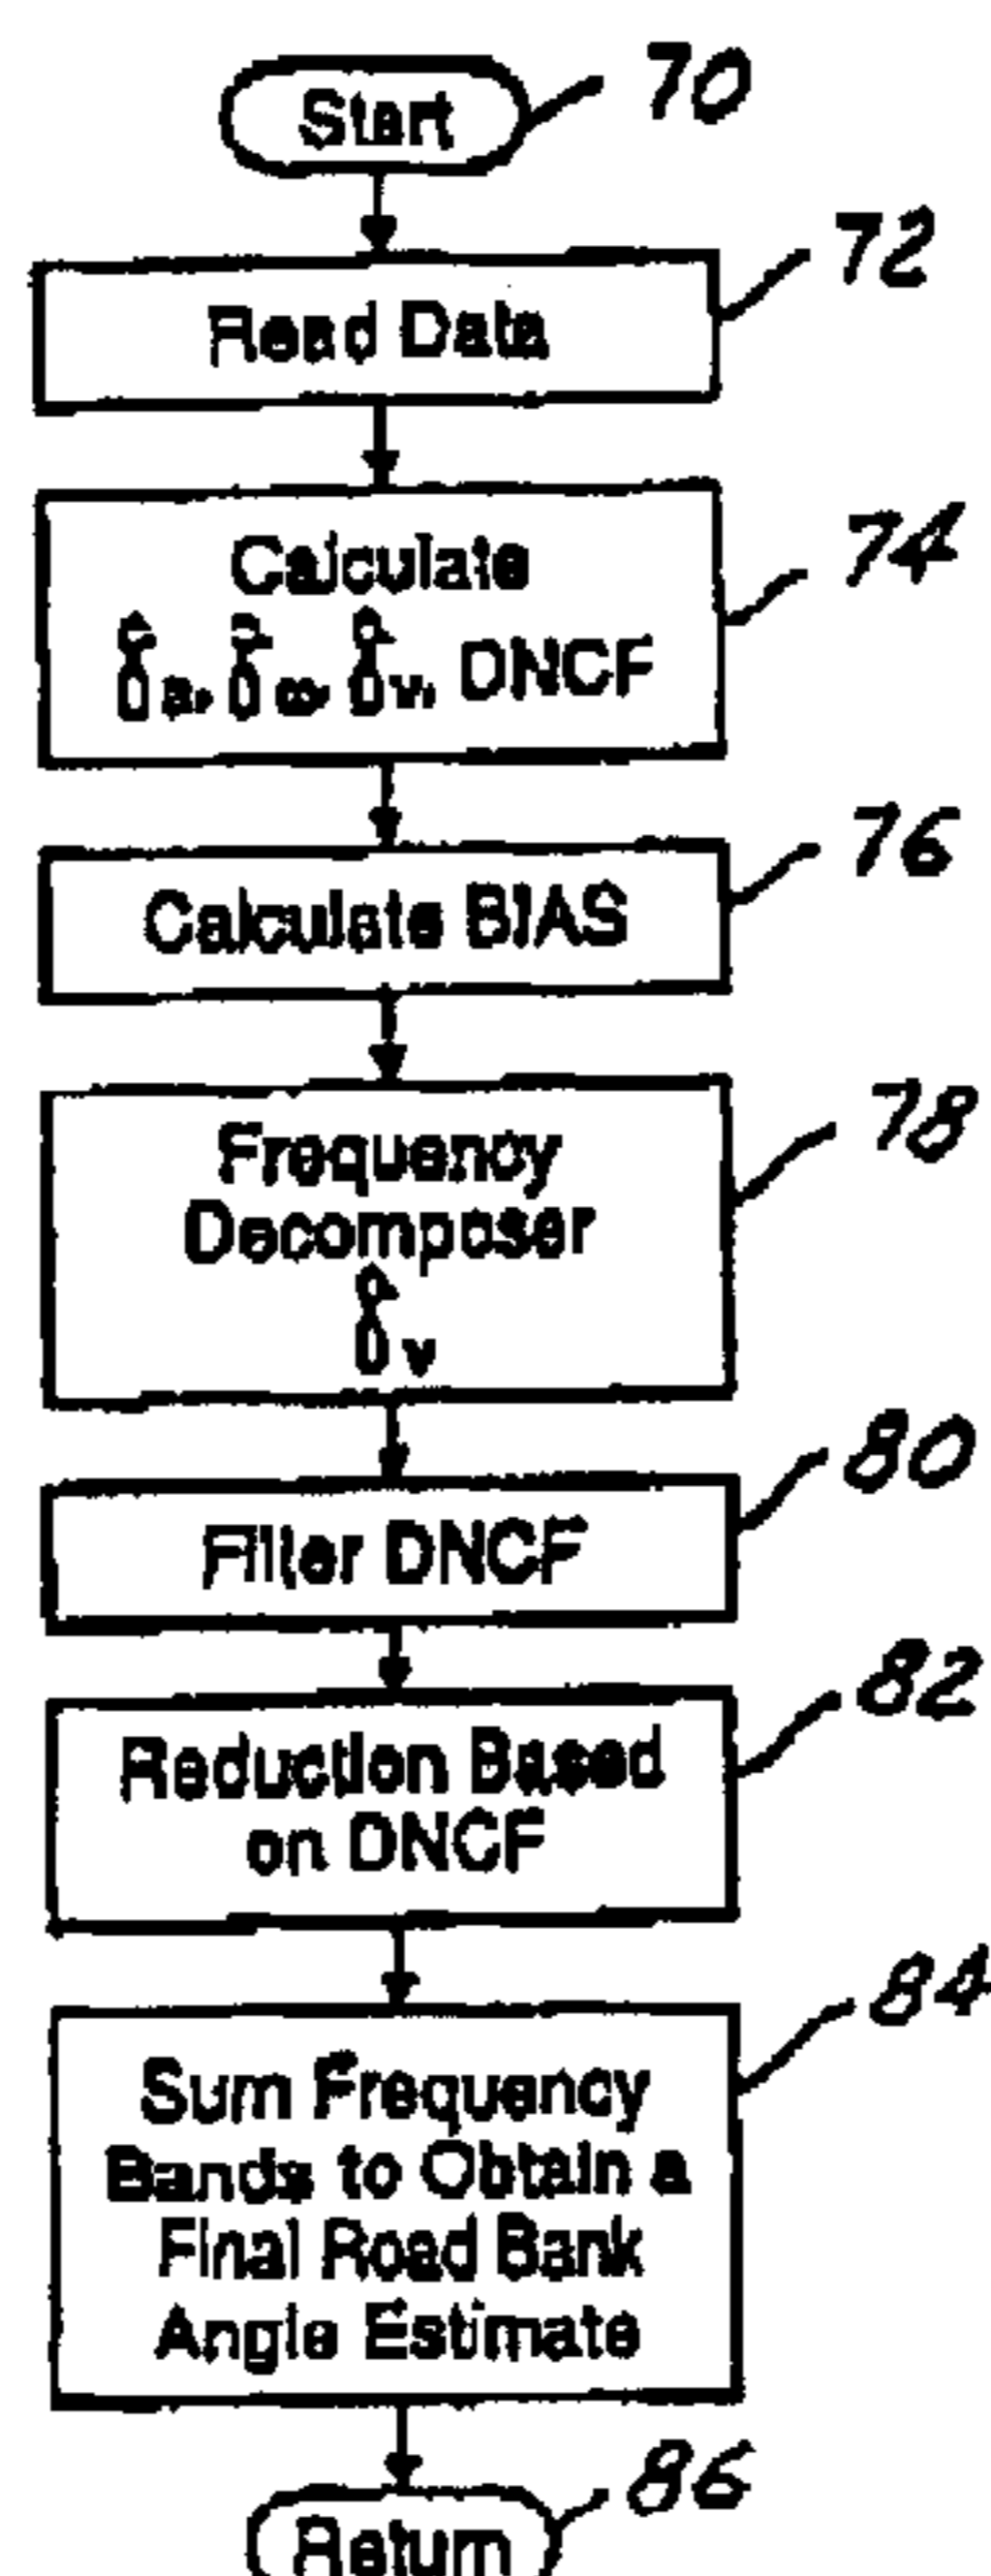 Start
70
Read Data
72
Calculate
a, ω, v, DNCF
74
Calculate BIAS
76
Frequency
Decomposer
v
78
Filter DNCF
80
Reduction Based
on DNCF
82
Sum Frequency
Bands to Obtain a
Final Road Bank
Angle Estimate
84
Return
86